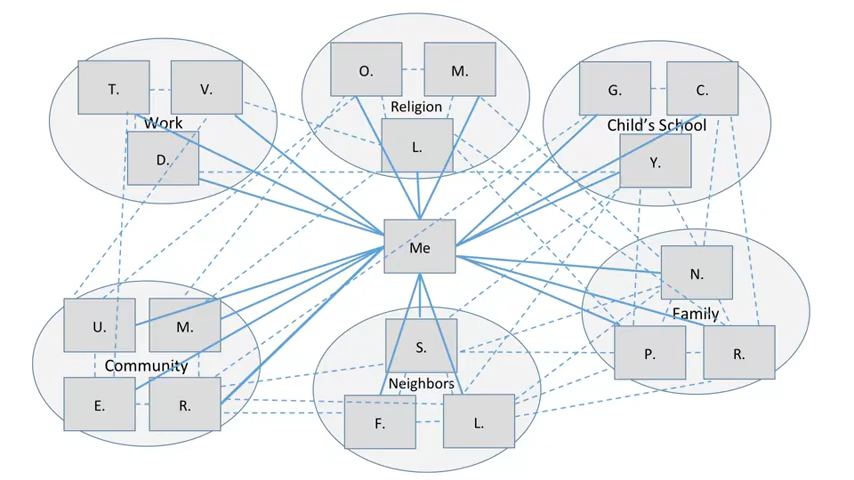 T.
V.
Work
D.
O.
M.
Religion
L.
G.
C.
Child's School
Y.
Me
U.
M.
Community
E.
R.
S.
Neighbors
F.
L.
N.
Family
P.
R.